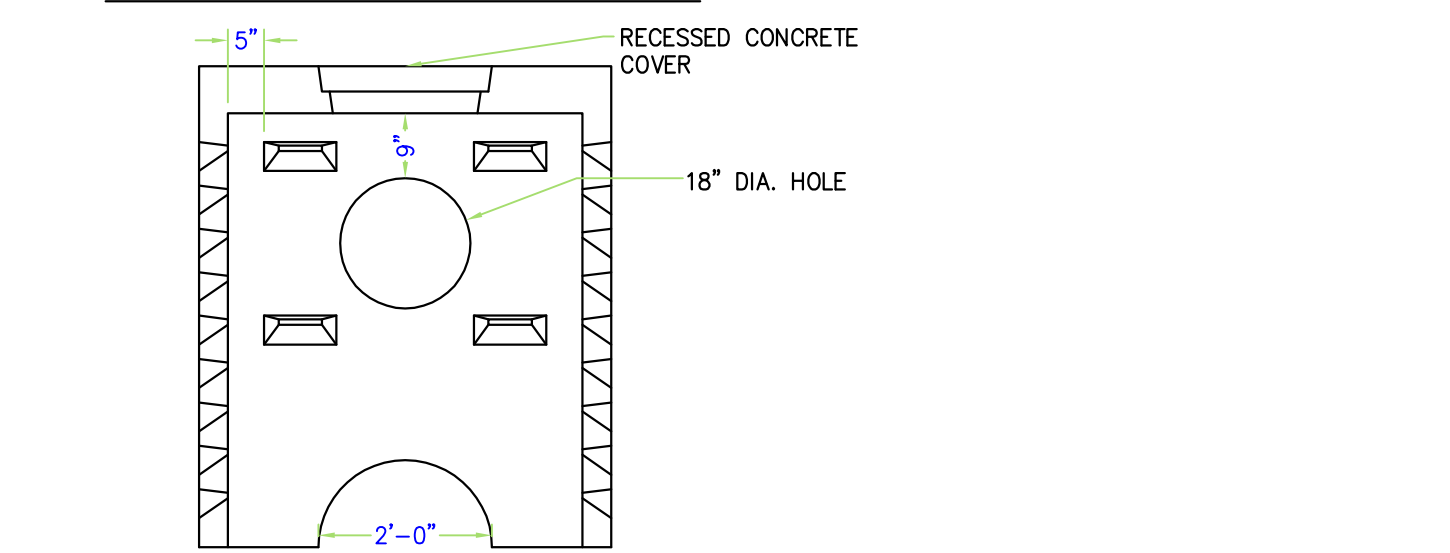 5”
RECESSED CONCRETE
COVER
9”
18” DIA. HOLE
2’-0”